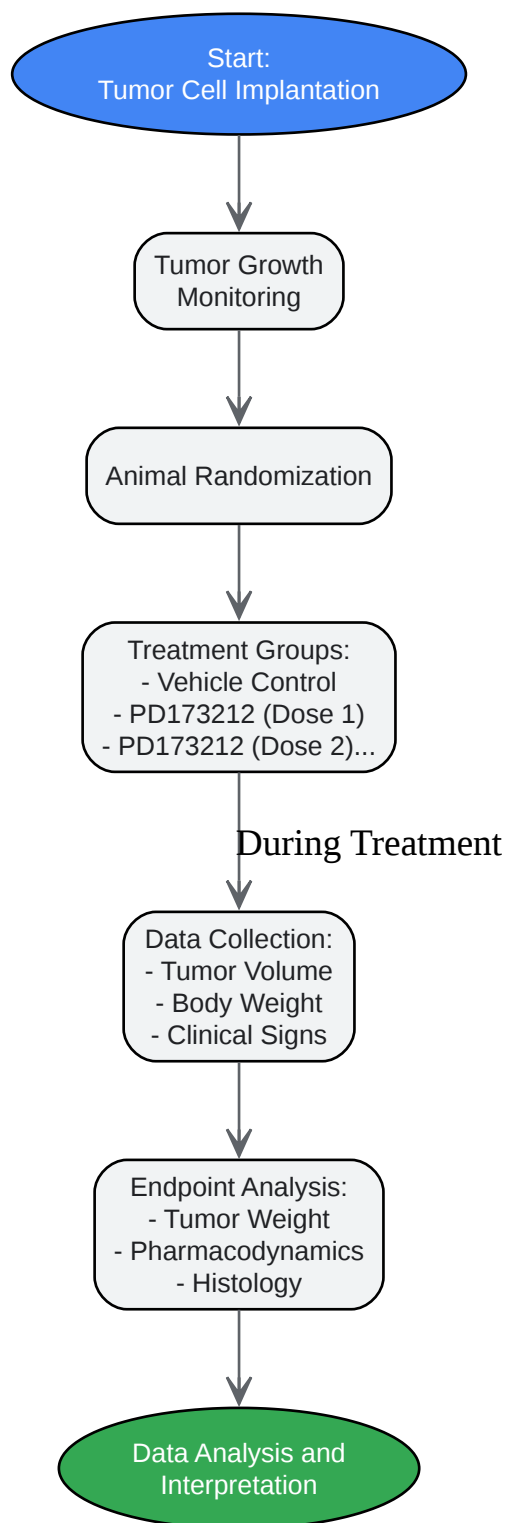 Start:
Tumor Cell Implantation
Tumor Growth
Monitoring
Animal Randomization
Treatment Groups:
- Vehicle Control
- PD173212 (Dose 1)
- PD173212 (Dose 2)...
During Treatment
Data Collection:
- Tumor Volume
- Body Weight
- Clinical Signs
Endpoint Analysis:
- Tumor Weight
- Pharmacodynamics
- Histology
Data Analysis and
Interpretation